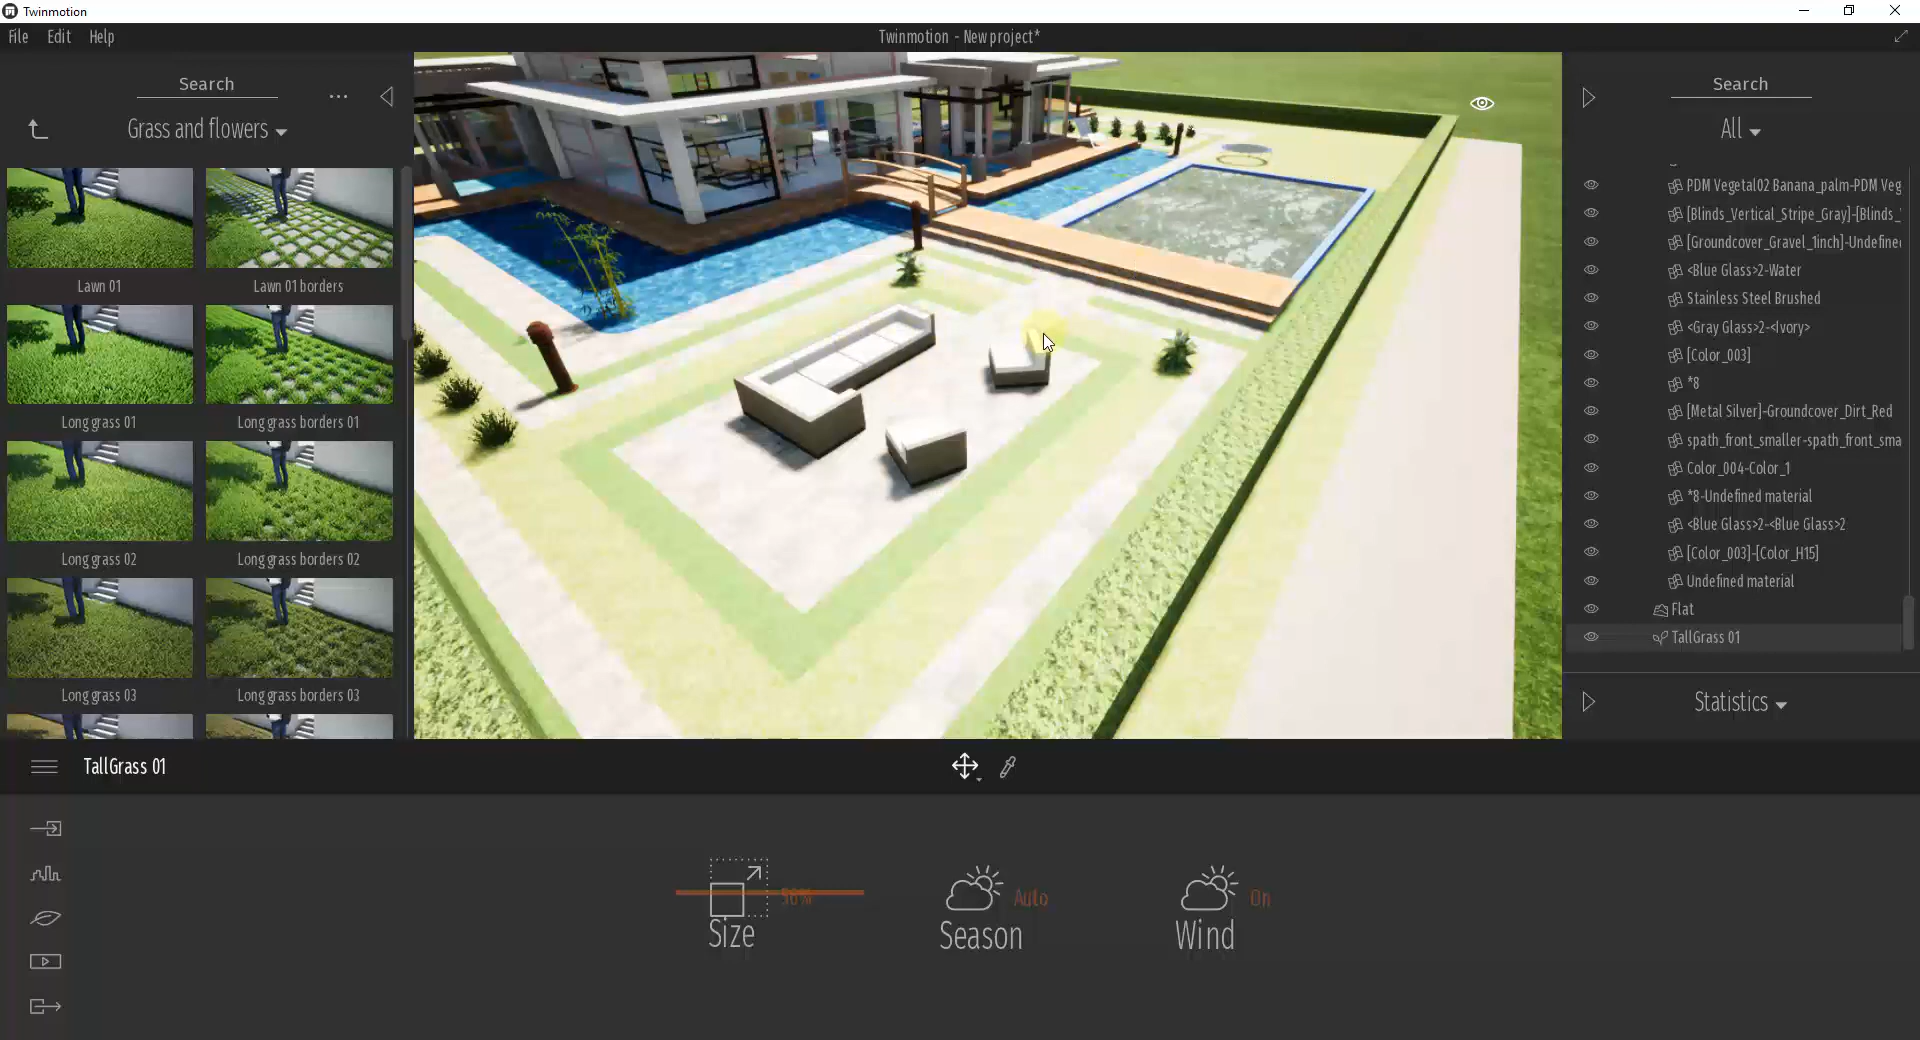 Twinmotion
File Edit Help
Twinmotion - New project*
Search
Grass and flowers
Lawn 01
Lawn 01 borders
Long grass 01
Long grass borders 01
Long grass 02
Long grass borders 02
Long grass 03
Long grass borders 03
Search
All
PDM Vegetal02 Banana_palm-PDM Veg
[Blinds_Vertical_Stripe_Gray]-[Blinds_
[Groundcover_Gravel_1inch]-Undefined
<Blue Glass>2-Water
Stainless Steel Brushed
<Gray Glass>2-<Ivory>
[Color_003]
*8
[Metal Silver]-Groundcover_Dirt_Red
spath_front_smaller-spath_front_sma
Color_004-Color_1
*8-Undefined material
<Blue Glass>2-<Blue Glass>2
[Color_003]-[Color_H15]
Undefined material
Flat
TallGrass 01
Statistics
TallGrass 01
Size
Auto
Season
On
Wind